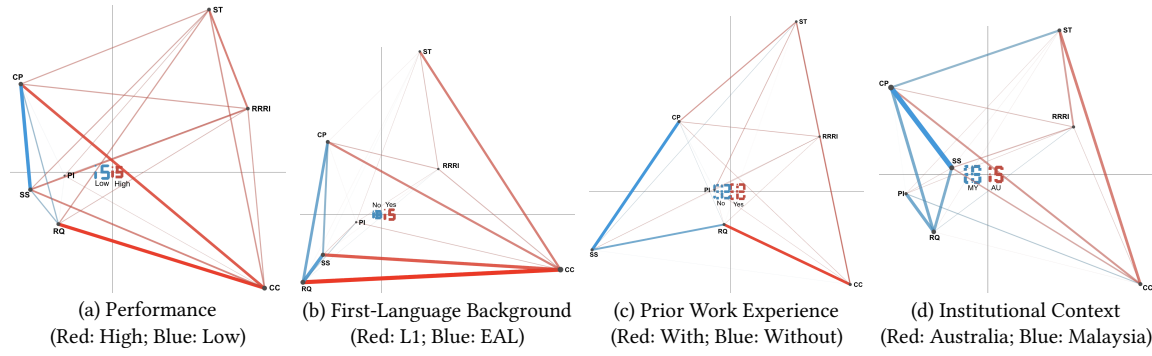 ST
CP
RRRI
SS
PI
Low High
RQ
CC
(a) Performance
(Red: High; Blue: Low)
ST
CP
RRRI
No Yes
PI
SS
RQ
CC
(b) First-Language Background
(Red: L1; Blue: EAL)
ST
CP
RRRI
PI
No Yes
RQ
SS
CC
(c) Prior Work Experience
(Red: With; Blue: Without)
ST
CP
RRRI
SS
MY AU
PI
RQ
CC
(d) Institutional Context
(Red: Australia; Blue: Malaysia)